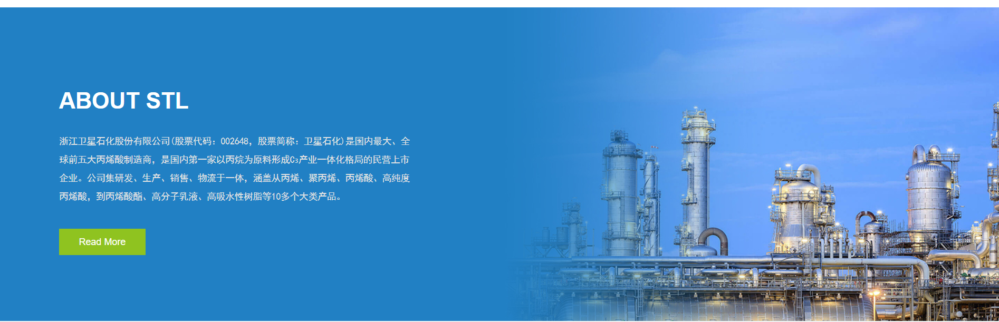 ABOUT STL
浙江卫星石化股份有限公司(股票代码：002648，股票简称：卫星石化)是国内最大、全
球前五大丙烯酸制造商，是国内第一家以丙烷为原料形成C₃产业一体化格局的民营上市
企业。公司集研发、生产、销售、物流于一体，涵盖从丙烯、聚丙烯、丙烯酸、高纯度
丙烯酸，到丙烯酸酯、高分子乳液、高吸水性树脂等10多个大类产品。
Read More